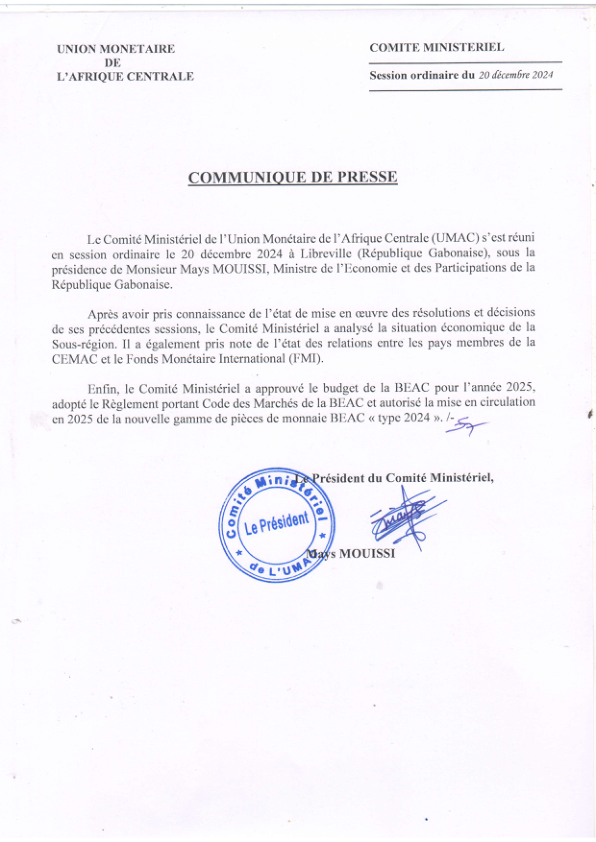 UNION MONETAIRE
DE
L'AFRIQUE CENTRALE
COMITE MINISTERIEL
Session ordinaire du 20 décembre 2024
COMMUNIQUE DE PRESSE
Le Comité Ministériel de l'Union Monétaire de l'Afrique Centrale (UMAC) s'est réuni
en session ordinaire le 20 décembre 2024 à Libreville (République Gabonaise), sous la
présidence de Monsieur Mays MOUISSI, Ministre de l'Economie et des Participations de la
République Gabonaise.
Après avoir pris connaissance de l'état de mise en œuvre des résolutions et décisions
de ses précédentes sessions, le Comité Ministériel a analysé la situation économique de la
Sous-région. Il a également pris note de l'état des relations entre les pays membres de la
CEMAC et le Fonds Monétaire International (FMI).
Enfin, le Comité Ministériel a approuvé le budget de la BEAC pour l'année 2025,
adopté le Règlement portant Code des Marchés de la BEAC et autorisé la mise en circulation
en 2025 de la nouvelle gamme de pièces de monnaie BEAC « type 2024 ». /-
Le Président du Comité Ministériel,
Comité Ministériel
Le Président
de L'UMAC
Mays MOUISSI